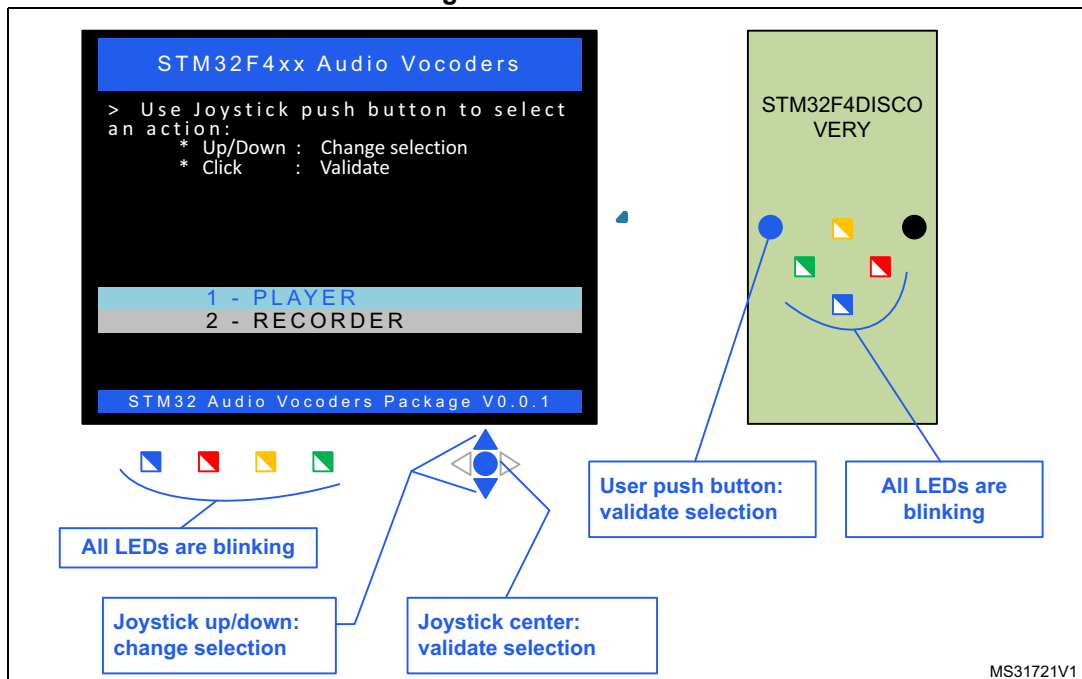 STM32F4xx Audio Vocoders
> Use Joystick push button to select
an action:
* Up/Down : Change selection
* Click : Validate
1 - PLAYER
2 - RECORDER
STM32 Audio Vocoders Package V0.0.1
All LEDs are blinking
Joystick up/down:
change selection
Joystick center:
validate selection
STM32F4DISCO
VERY
User push button:
validate selection
All LEDs are
blinking
MS31721V1